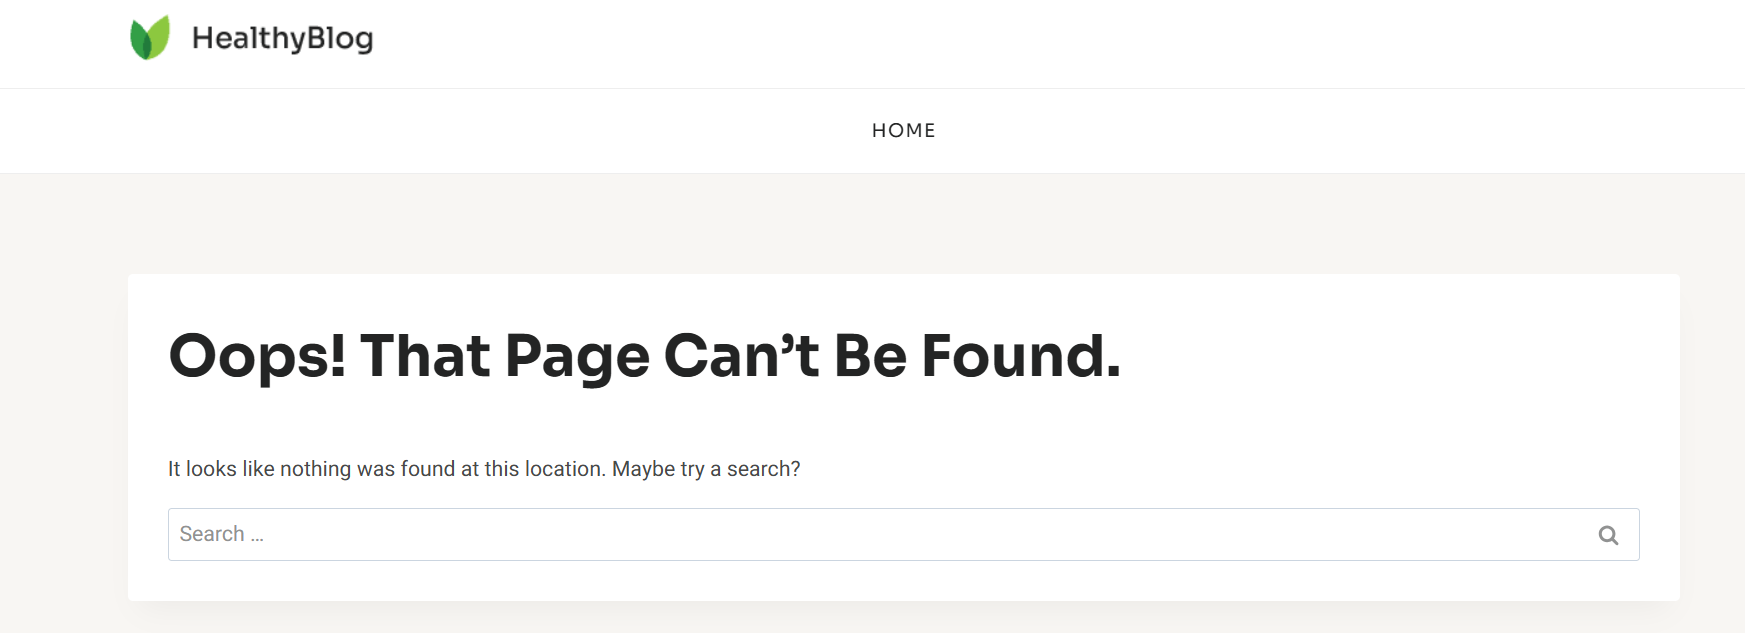 HealthyBlog
HOME
Oops! That Page Can’t Be Found.
It looks like nothing was found at this location. Maybe try a search?
Search ...